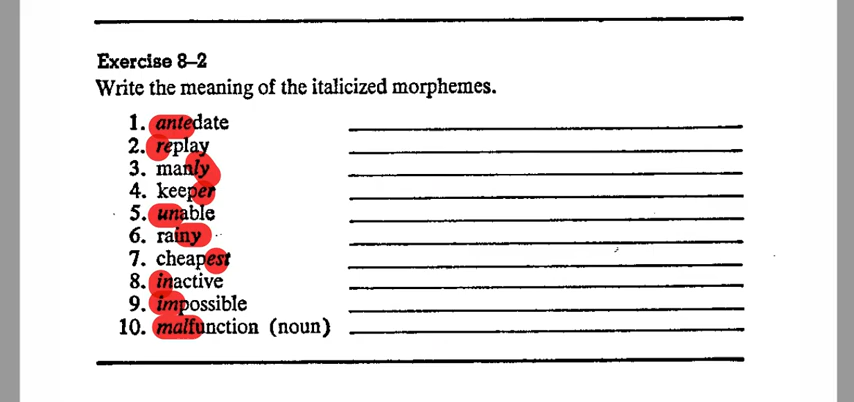 Exercise 8–2
Write the meaning of the italicized morphemes.
1. antedate
2. replay
3. manly
4. keeper
5. unable
6. rainy
7. cheapest
8. inactive
9. impossible
10. malfunction (noun)